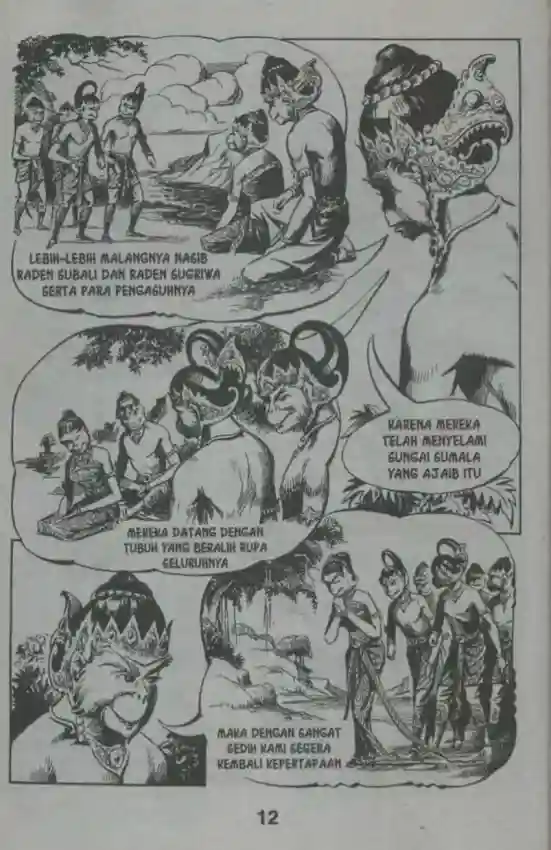 LEBIH-LEBIH MALANGNYA NASIB
RADEN SUBALI DAN RADEN SUGRIWA
SERTA PARA PENGASUHNYA
KARENA MEREKA
TELAH MENYELAMI
SUNGAI SUMALA
YANG AJAIB ITU
MEREKA DATANG DENGAN
TUBUH YANG BERALIH RUPA
SELURUHNYA
MAKA DENGAN SANGAT
SEDIH KAMI SEGERA
KEMBALI KEPERTAPAAN
12